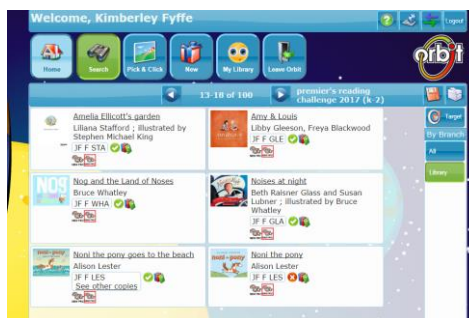 Welcome, Kimberley Fyffe
Logout
Home
Search
Pick & Click
New
My Library
Leave Orbit
orbit
13-18 of 100
premier's reading
challenge 2017 (k-2)
Target
By Branch
All
Library
Amelia Ellicott's garden
Liliana Stafford ; illustrated by
Stephen Michael King
JF F STA
Amy & Louis
Libby Gleeson, Freya Blackwood
JF F GLE
Nog and the Land of Noses
Bruce Whatley
JF F WHA
Noises at night
Beth Raisner Glass and Susan
Lubner ; illustrated by Bruce
Whatley
JF F GLA
Noni the pony goes to the beach
Alison Lester
JF F LES
See other copies
Noni the pony
Alison Lester
JF F LES